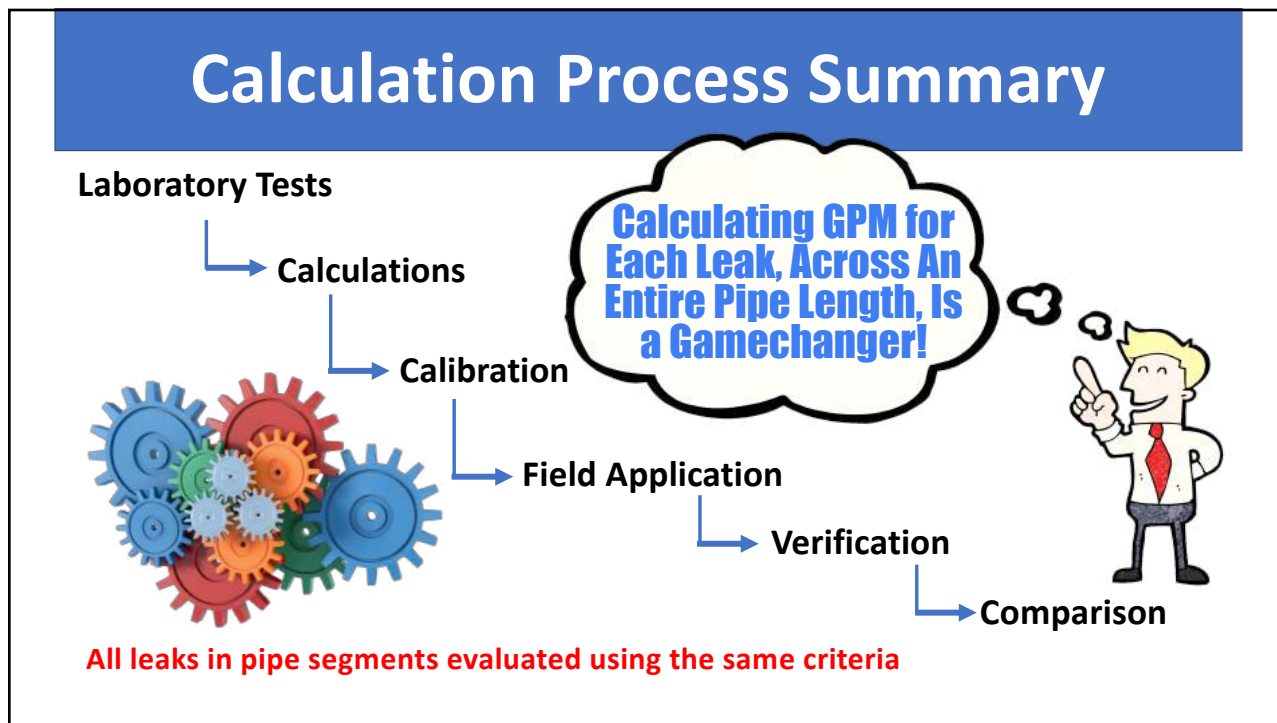 Calculation Process Summary
Laboratory Tests
Calculations
Calibration
Field Application
Verification
Comparison
Calculating GPM for
Each Leak, Across An
Entire Pipe Length, Is
a Gamechanger!
All leaks in pipe segments evaluated using the same criteria